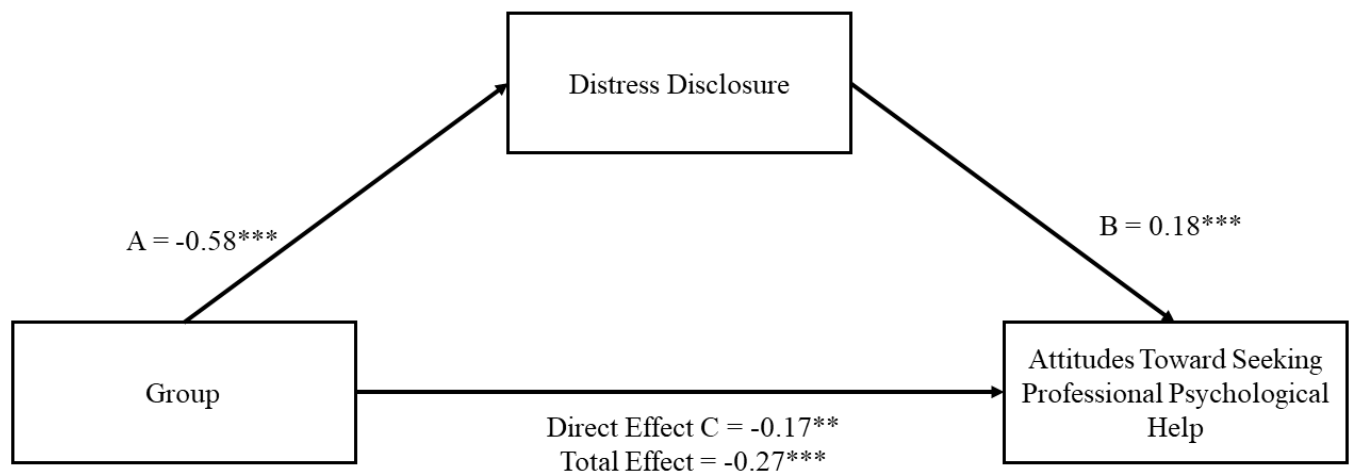 Distress Disclosure
A = -0.58***
B = 0.18***
Group
Attitudes Toward Seeking
Professional Psychological
Help
Direct Effect C = -0.17**
Total Effect = -0.27***